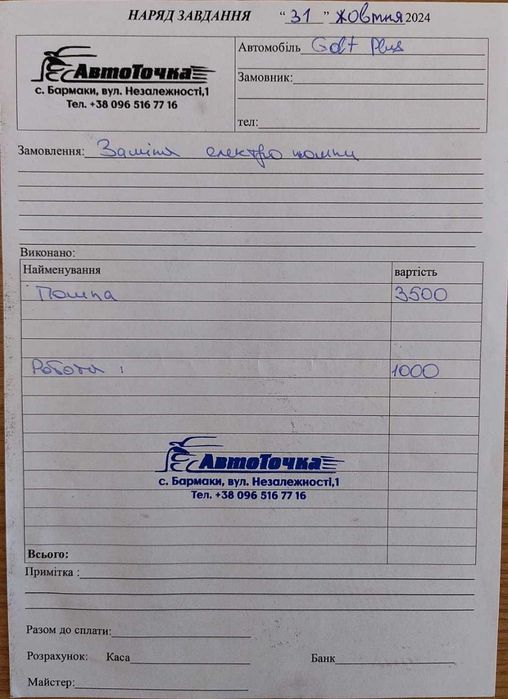 НАРЯД ЗАВДАННЯ "31" жовтня 2024
АвтоТочка
с. Бармаки, вул. Незалежності,1
Тел. +38 096 516 77 16
Автомобіль Golf Plus
Замовник:
тел:
Замовлення: Заміна електро помпи
Виконано:
Найменування вартість
Помпа 3500
Робота : 1000
АвтоТочка
с. Бармаки, вул. Незалежності,1
Тел. +38 096 516 77 16
Всього:
Примітка :
Разом до сплати:
Розрахунок: Каса Банк
Майстер: